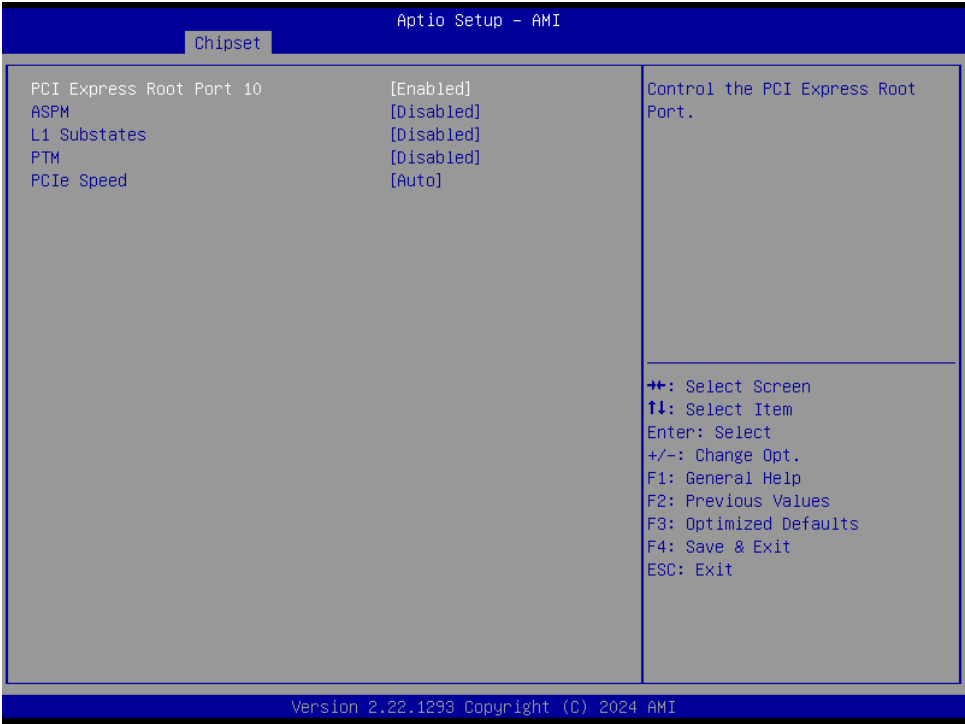 Aptio Setup – AMI
Chipset
PCI Express Root Port 10 [Enabled]
ASPM [Disabled]
L1 Substates [Disabled]
PTM [Disabled]
PCIe Speed [Auto]
Control the PCI Express Root
Port.
→←: Select Screen
↑↓: Select Item
Enter: Select
+/-: Change Opt.
F1: General Help
F2: Previous Values
F3: Optimized Defaults
F4: Save & Exit
ESC: Exit
Version 2.22.1293 Copyright (C) 2024 AMI